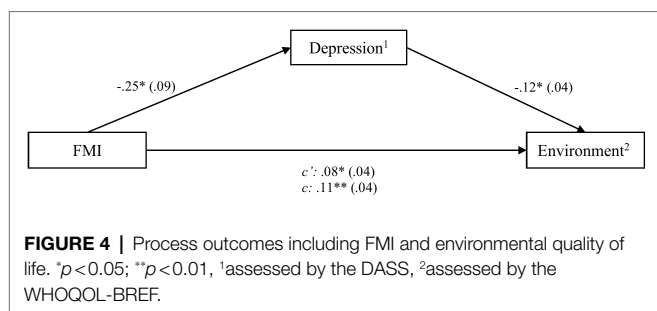 Depression¹
-.25* (.09)
-.12* (.04)
FMI
Environment²
c’: .08* (.04)
c: .11** (.04)
FIGURE 4 | Process outcomes including FMI and environmental quality of
life. *p<0.05; **p<0.01, ¹assessed by the DASS, ²assessed by the
WHOQOL-BREF.